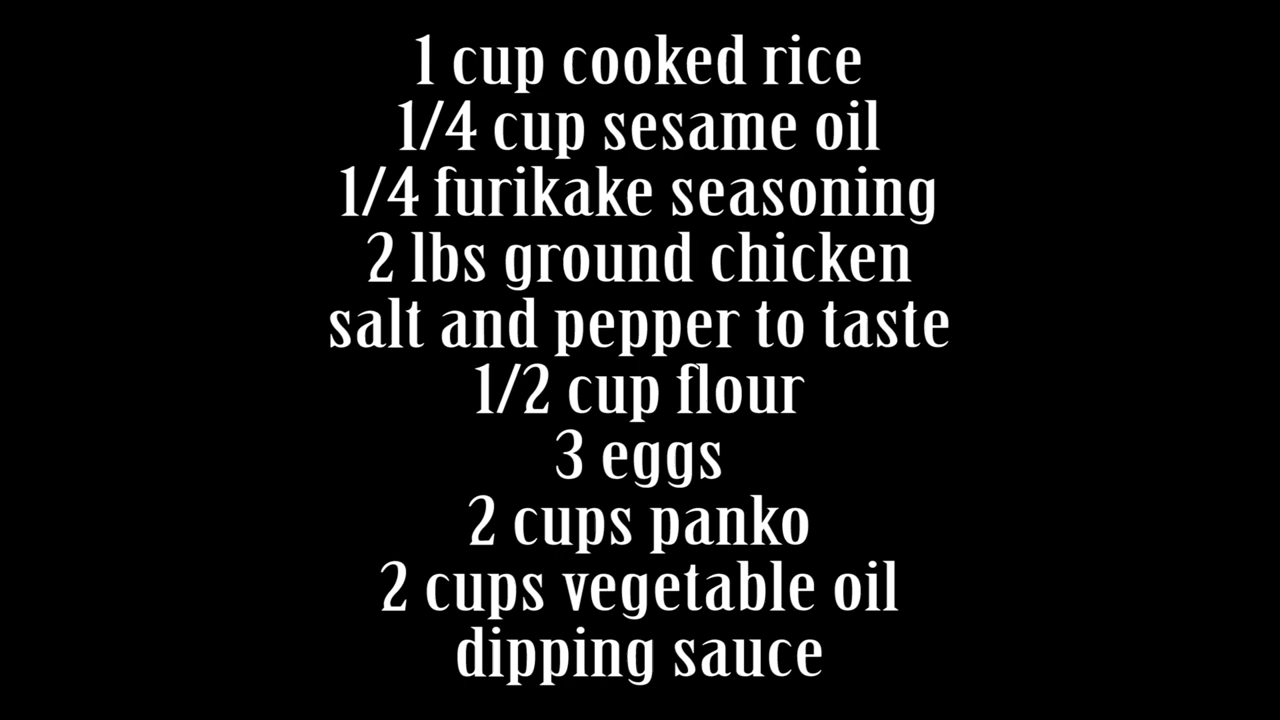 1 cup cooked rice
1/4 cup sesame oil
1/4 furikake seasoning
2 lbs ground chicken
salt and pepper to taste
1/2 cup flour
3 eggs
2 cups panko
2 cups vegetable oil
dipping sauce